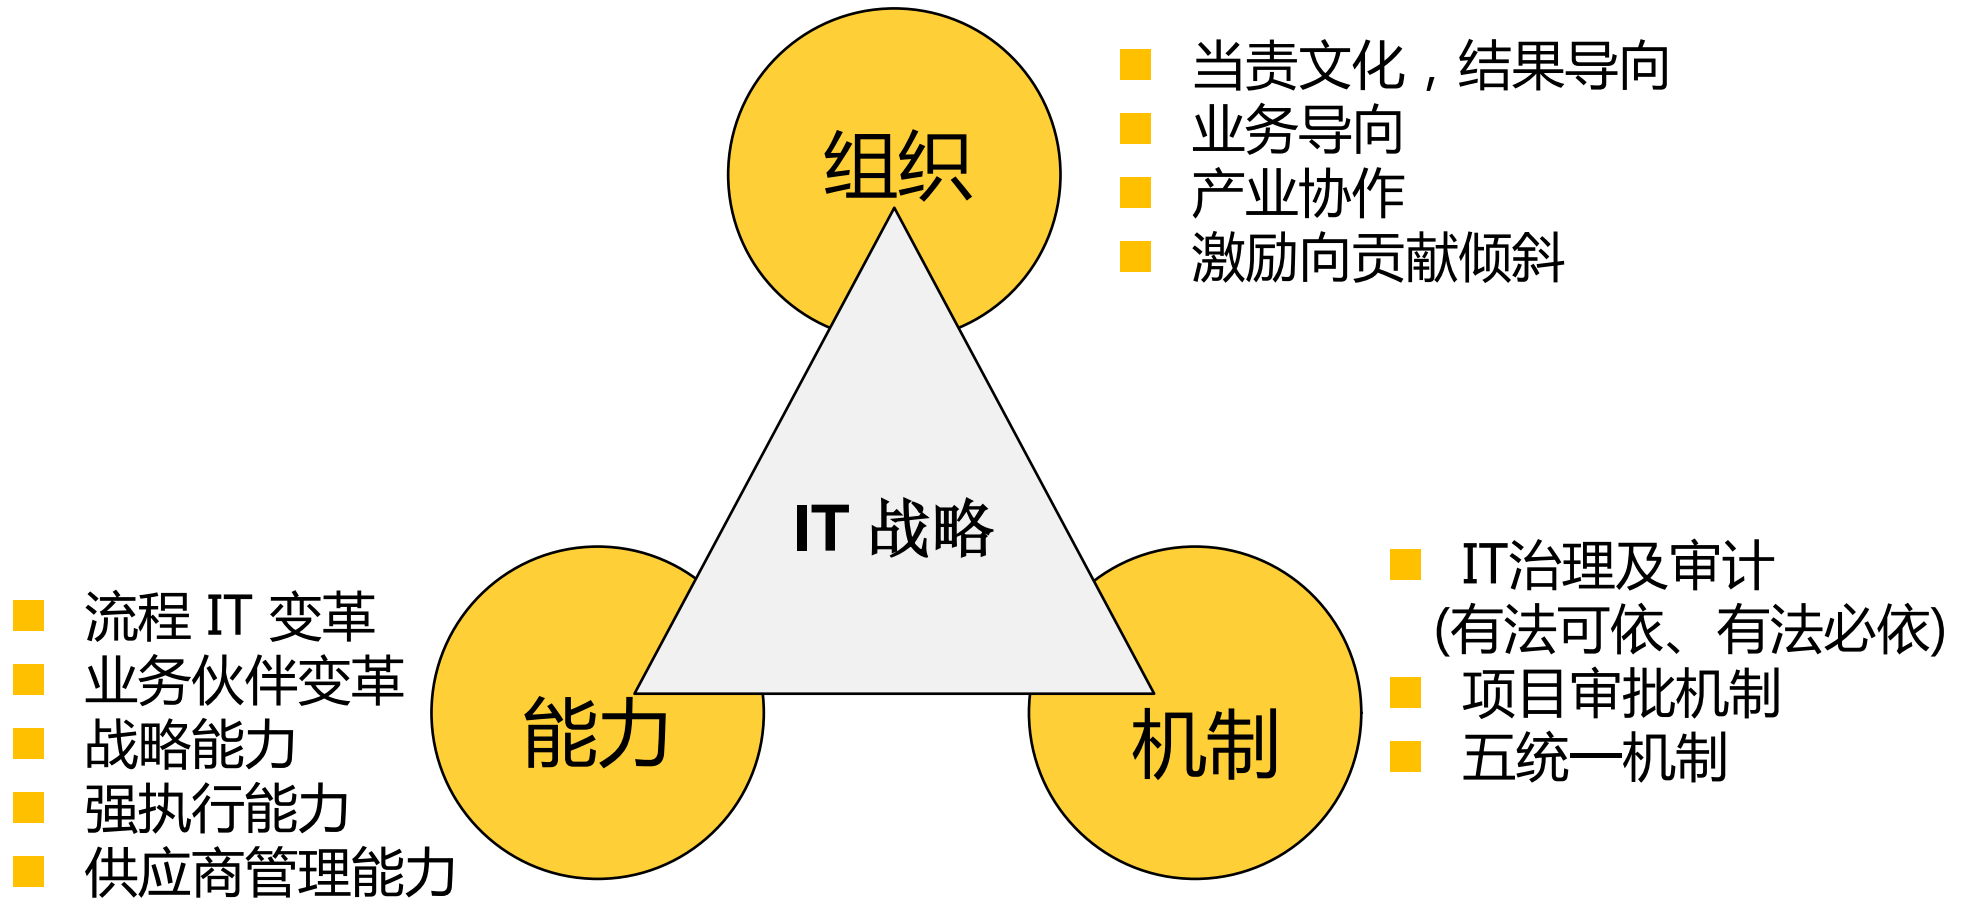 组织
当责文化，结果导向
业务导向
产业协作
激励向贡献倾斜
IT 战略
能力
流程 IT 变革
业务伙伴变革
战略能力
强执行能力
供应商管理能力
机制
IT治理及审计
(有法可依、有法必依)
项目审批机制
五统一机制